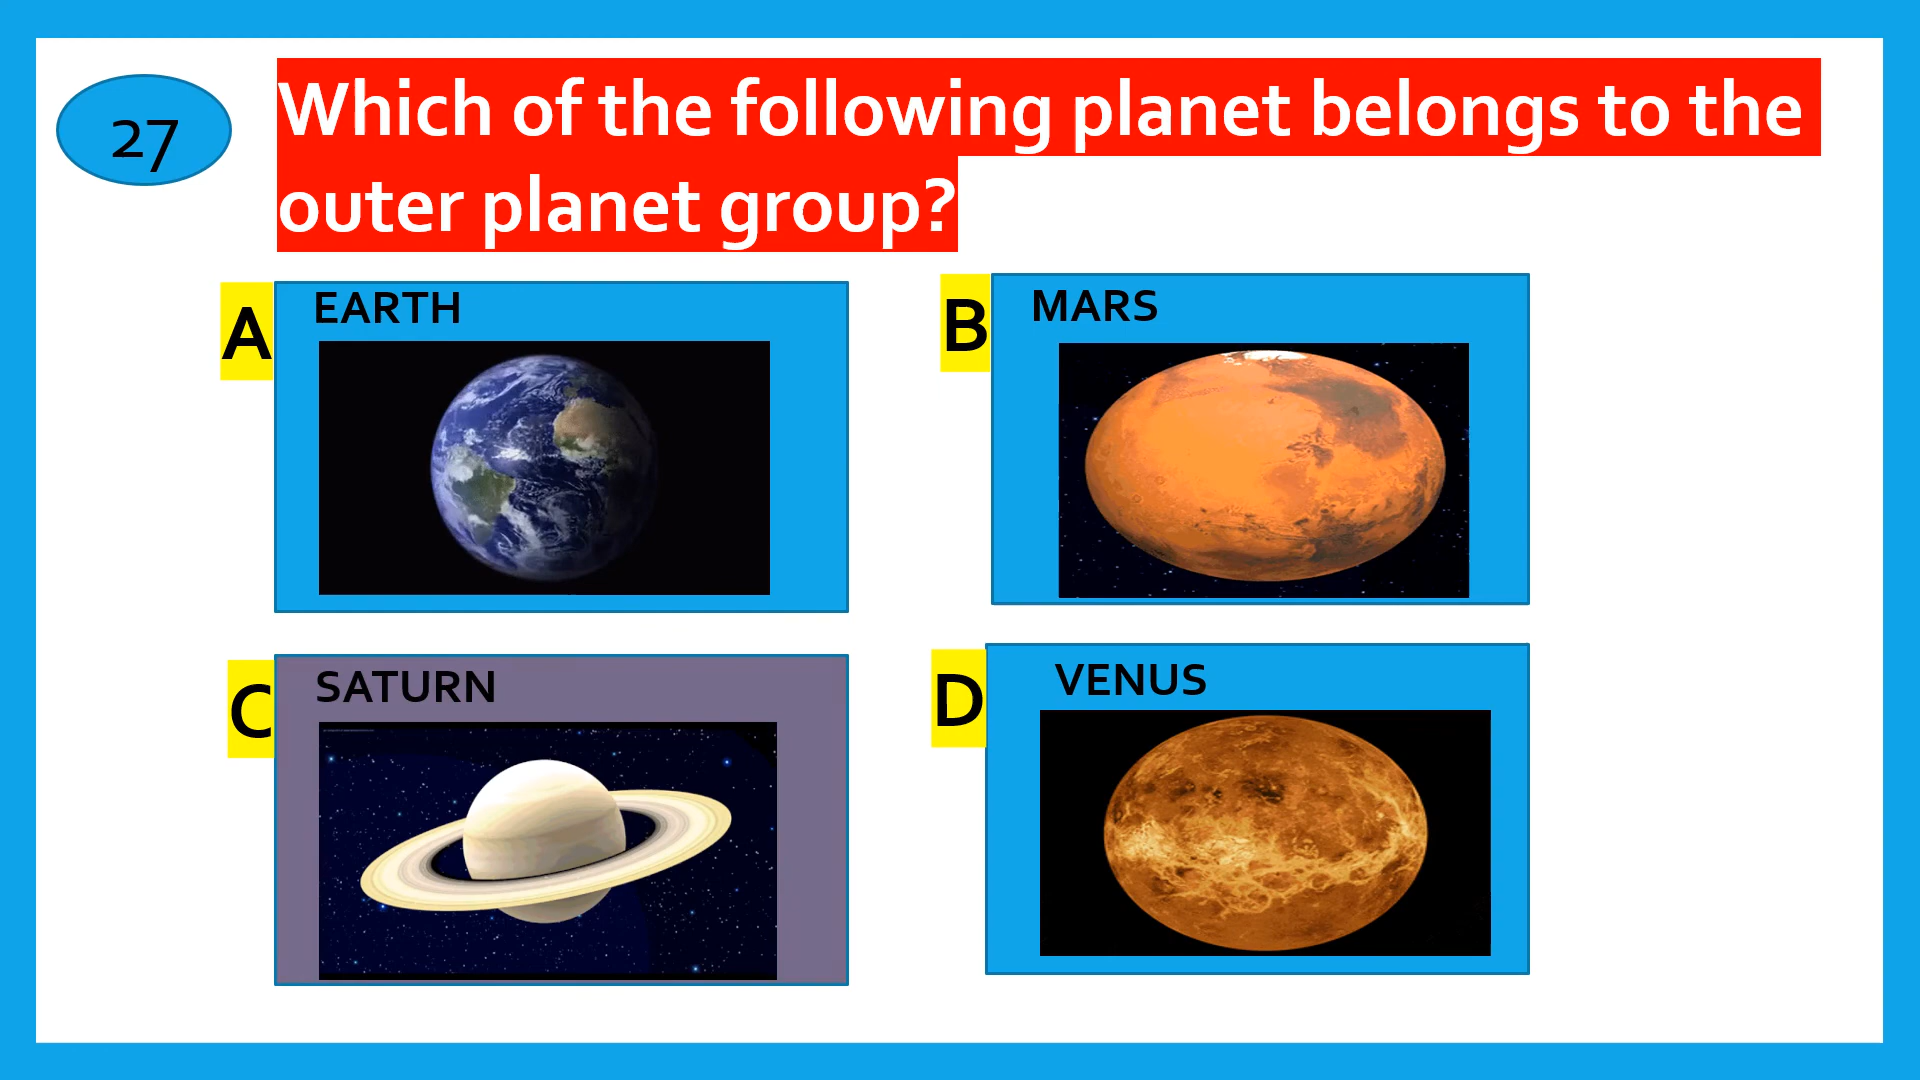 27
Which of the following planet belongs to the
outer planet group?
A
EARTH
B
MARS
C
SATURN
D
VENUS